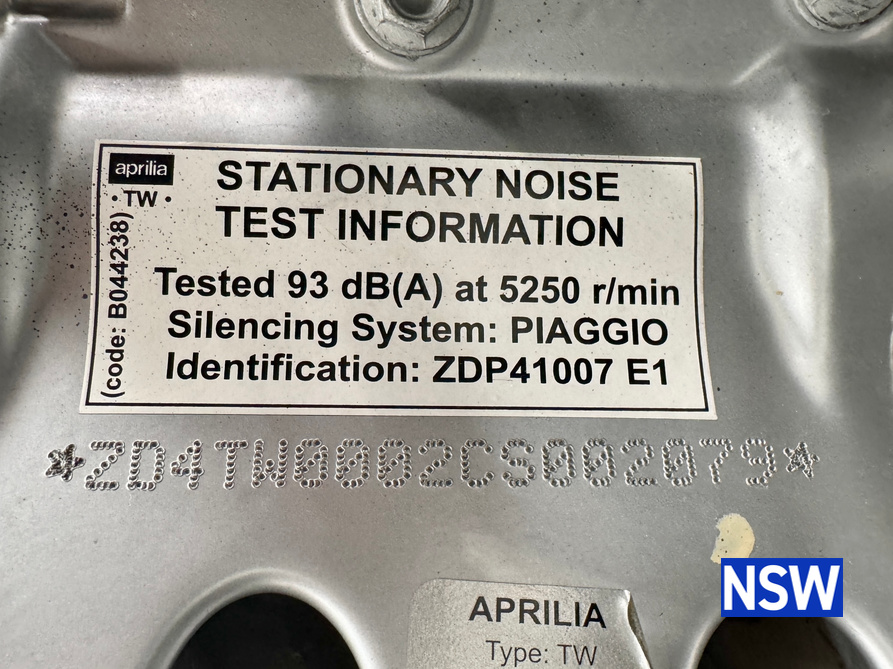 aprilia
• TW •
(code: B044238)
STATIONARY NOISE
TEST INFORMATION
Tested 93 dB(A) at 5250 r/min
Silencing System: PIAGGIO
Identification: ZDP41007 E1
*ZD4TW0002CS002079*
NSW
APRILIA
Type: TW